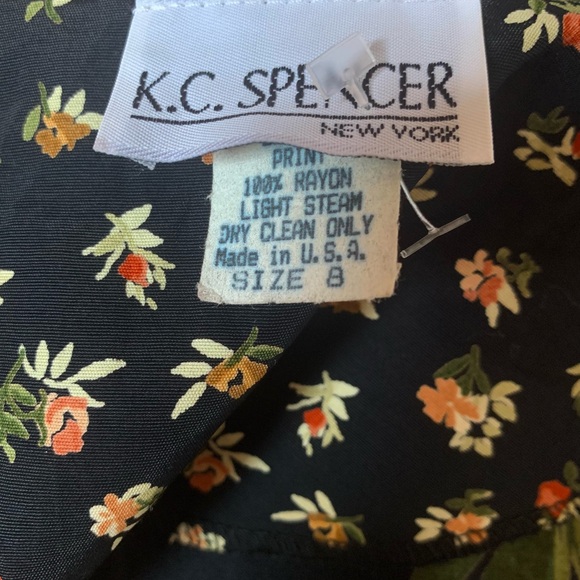 K.C. SPENCER
NEW YORK
PRINT
100% RAYON
LIGHT STEAM
DRY CLEAN ONLY
Made in U.S.A.
SIZE 8